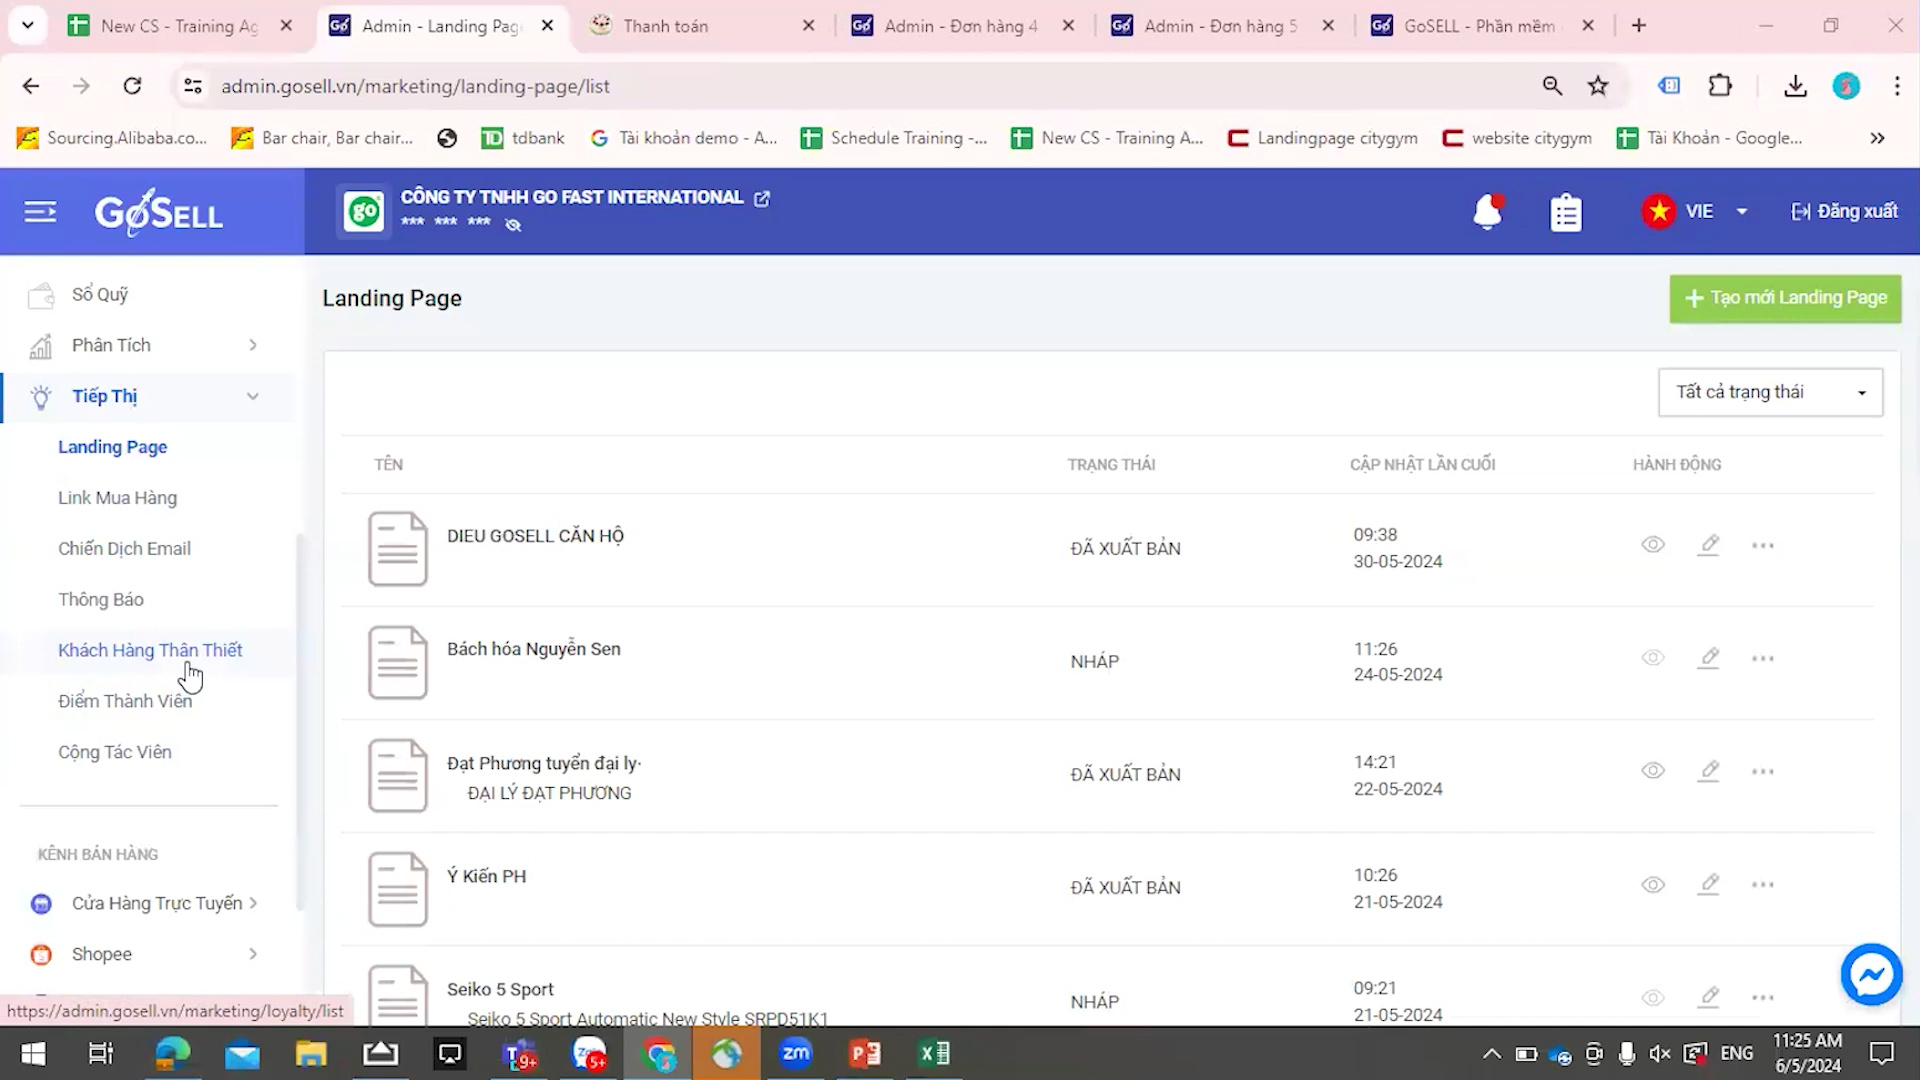 New CS - Training Ag
Admin - Landing Pag
Thanh toán
Admin - Đơn hàng 4
Admin - Đơn hàng 5
GoSELL - Phần mềm
admin.gosell.vn/marketing/landing-page/list
Sourcing.Alibaba.co...
Bar chair, Bar chair...
tdbank
Tài khoản demo - A...
Schedule Training -...
New CS - Training A...
Landingpage citygym
website citygym
Tài Khoản - Google...
GoSELL
go
CÔNG TY TNHH GO FAST INTERNATIONAL
*** *** ***
VIE
Đăng xuất
Sổ Quỹ
Phân Tích
Tiếp Thị
Landing Page
Link Mua Hàng
Chiến Dịch Email
Thông Báo
Khách Hàng Thân Thiết
Điểm Thành Viên
Cộng Tác Viên
KÊNH BÁN HÀNG
Cửa Hàng Trực Tuyến
Shopee
https://admin.gosell.vn/marketing/loyalty/list
Landing Page
+ Tạo mới Landing Page
Tất cả trạng thái
TÊN TRẠNG THÁI CẬP NHẬT LẦN CUỐI HÀNH ĐỘNG
DIEU GOSELL CĂN HỘ
ĐÃ XUẤT BẢN
09:38
30-05-2024
Bách hóa Nguyễn Sen
NHÁP
11:26
24-05-2024
Đạt Phương tuyển đại lý·
ĐẠI LÝ ĐẠT PHƯƠNG
ĐÃ XUẤT BẢN
14:21
22-05-2024
Ý Kiến PH
ĐÃ XUẤT BẢN
10:26
21-05-2024
Seiko 5 Sport
Seiko 5 Sport Automatic New Style SRPD51K1
NHÁP
09:21
21-05-2024
9+
5+
zm
ENG
11:25 AM
6/5/2024